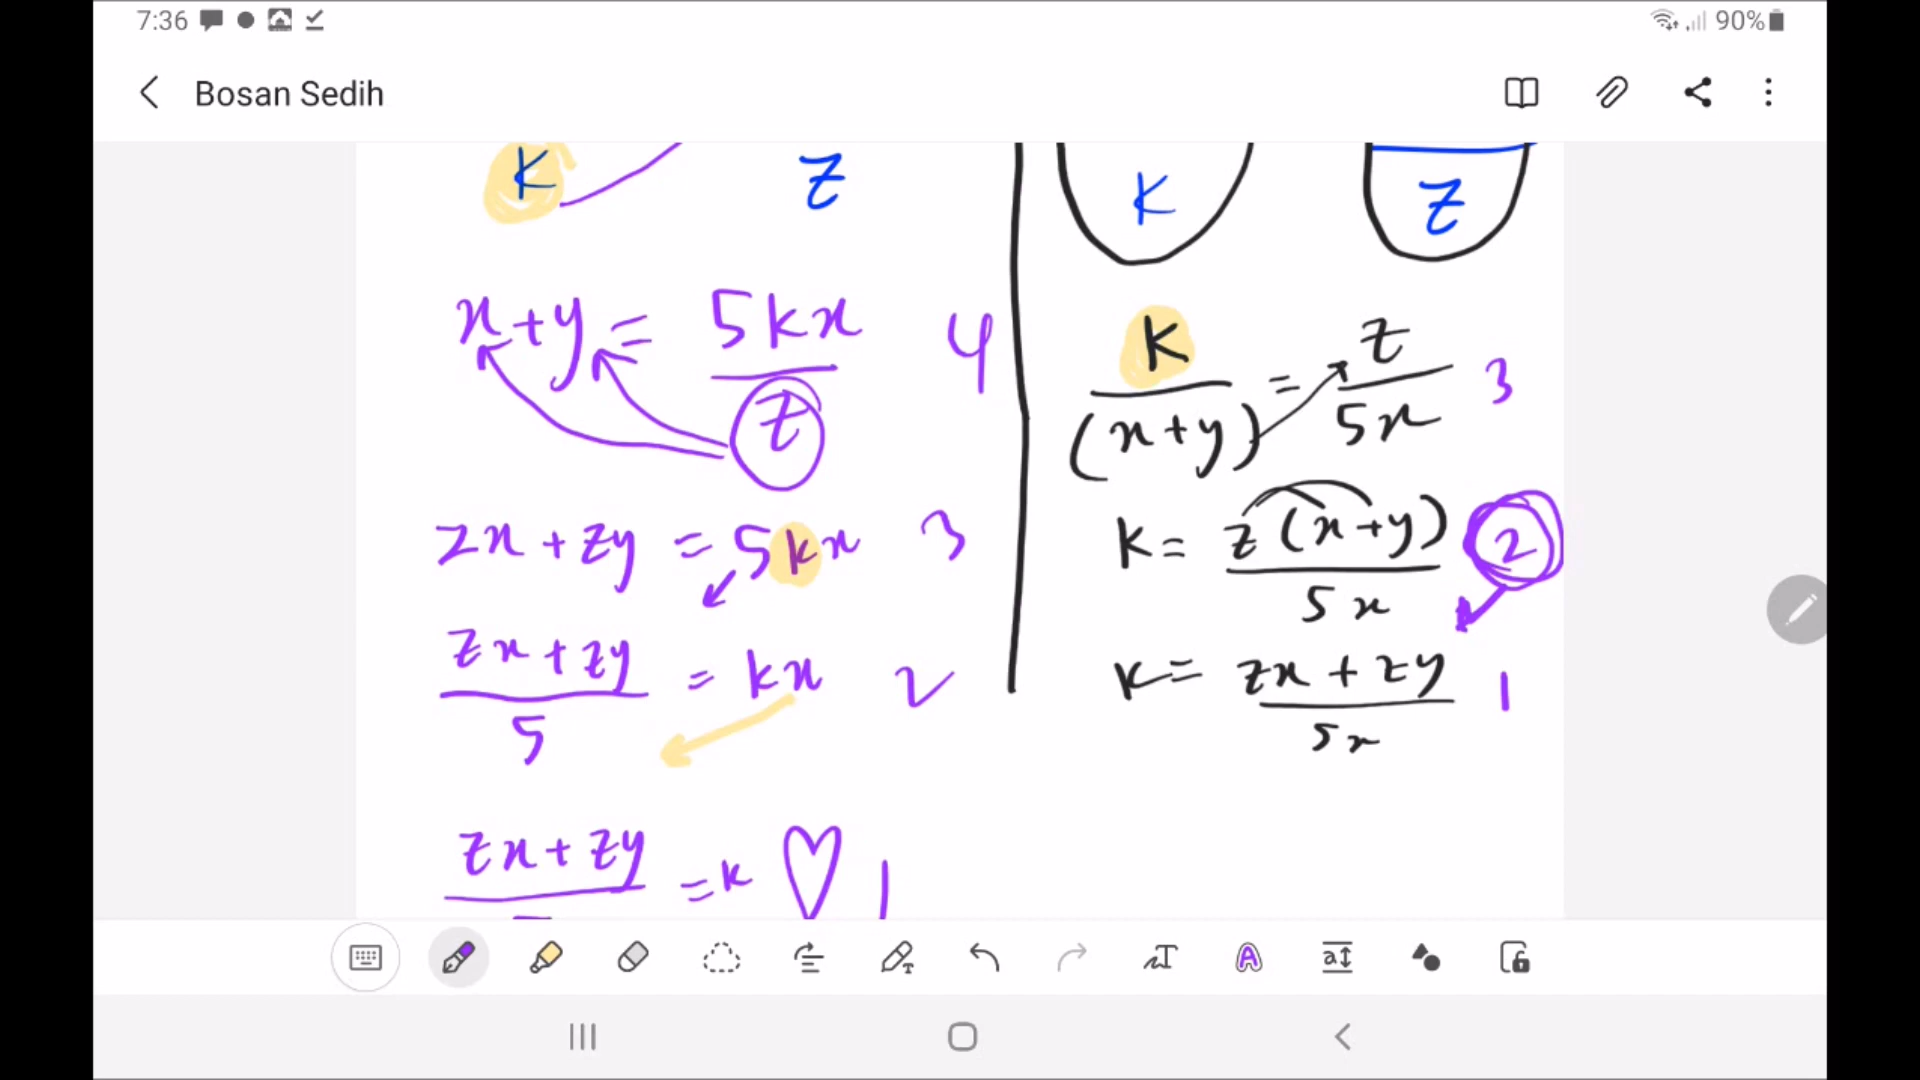 7:36 90%
Bosan Sedih
K z
K z
x+y = 5kx/z 4
zx + zy = 5kx 3
(zx + zy)/5 = kx 2
zx + zy = k ♡ 1
K/(x+y) = z/5x 3
K = z(x+y)/5x 2
K = (zx + zy)/5x 1
T A a